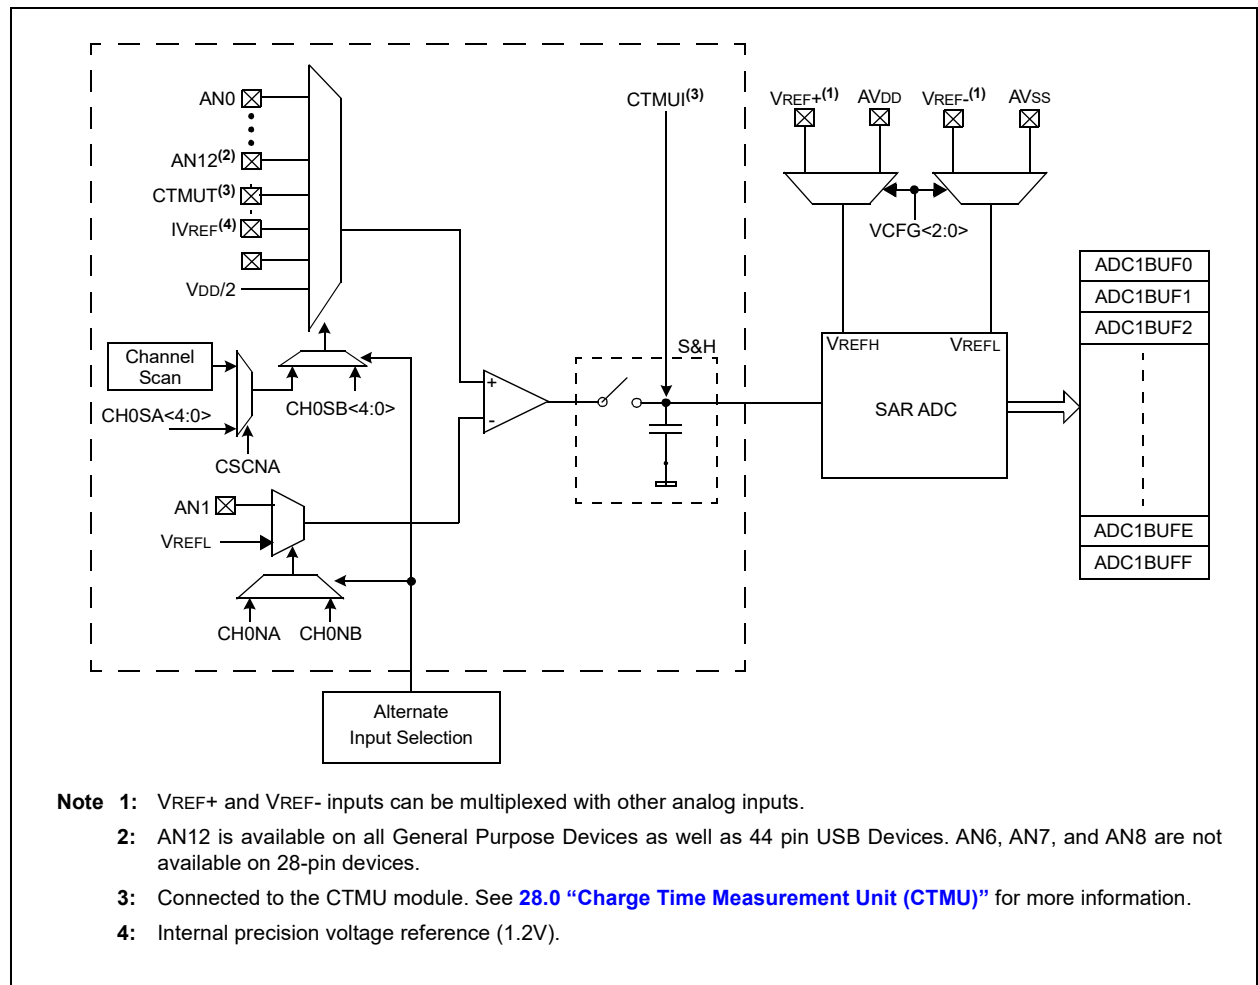 AN0
AN12(2)
CTMUT(3)
IVREF(4)
VDD/2
Channel
Scan
CH0SA<4:0>
CH0SB<4:0>
CSCNA
AN1
VREFL
CH0NA CH0NB
Alternate
Input Selection
+
-
CTMUI(3)
S&H
VREF+(1) AVDD VREF-(1) AVSS
VCFG<2:0>
VREFH VREFL
SAR ADC
ADC1BUF0
ADC1BUF1
ADC1BUF2
ADC1BUFE
ADC1BUFF
Note 1: VREF+ and VREF- inputs can be multiplexed with other analog inputs.
2: AN12 is available on all General Purpose Devices as well as 44 pin USB Devices. AN6, AN7, and AN8 are not
available on 28-pin devices.
3: Connected to the CTMU module. See 28.0 “Charge Time Measurement Unit (CTMU)” for more information.
4: Internal precision voltage reference (1.2V).